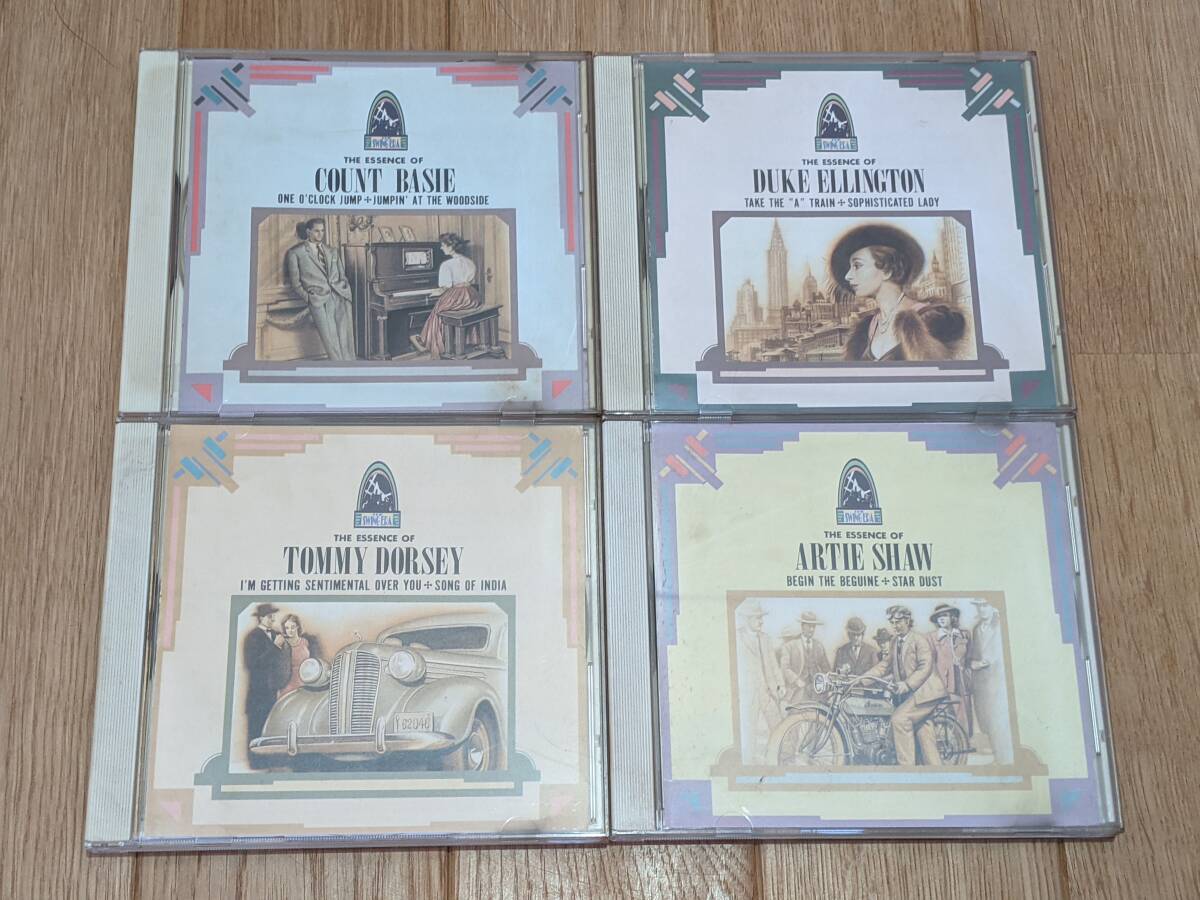 SWING ERA
THE ESSENCE OF
COUNT BASIE
ONE O'CLOCK JUMP+JUMPIN' AT THE WOODSIDE
SWING ERA
THE ESSENCE OF
DUKE ELLINGTON
TAKE THE "A" TRAIN+SOPHISTICATED LADY
SWING ERA
THE ESSENCE OF
TOMMY DORSEY
I'M GETTING SENTIMENTAL OVER YOU+SONG OF INDIA
SWING ERA
THE ESSENCE OF
ARTIE SHAW
BEGIN THE BEGUINE+STAR DUST